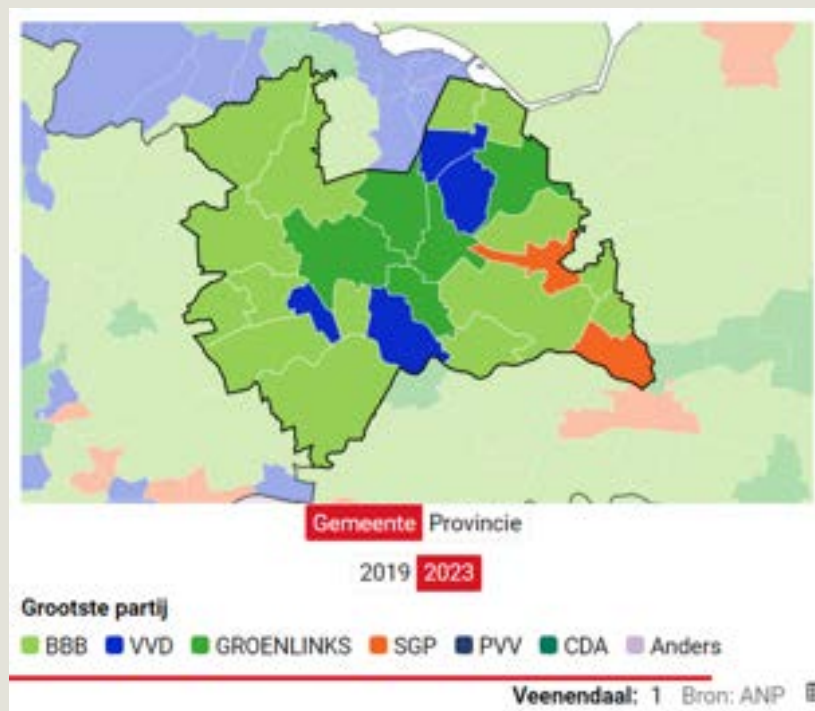 Gemeente Provincie
2019 2023
Grootste partij
BBB VVD GROENLINKS SGP PVV CDA Anders
Veenendaal: 1 Bron: ANP